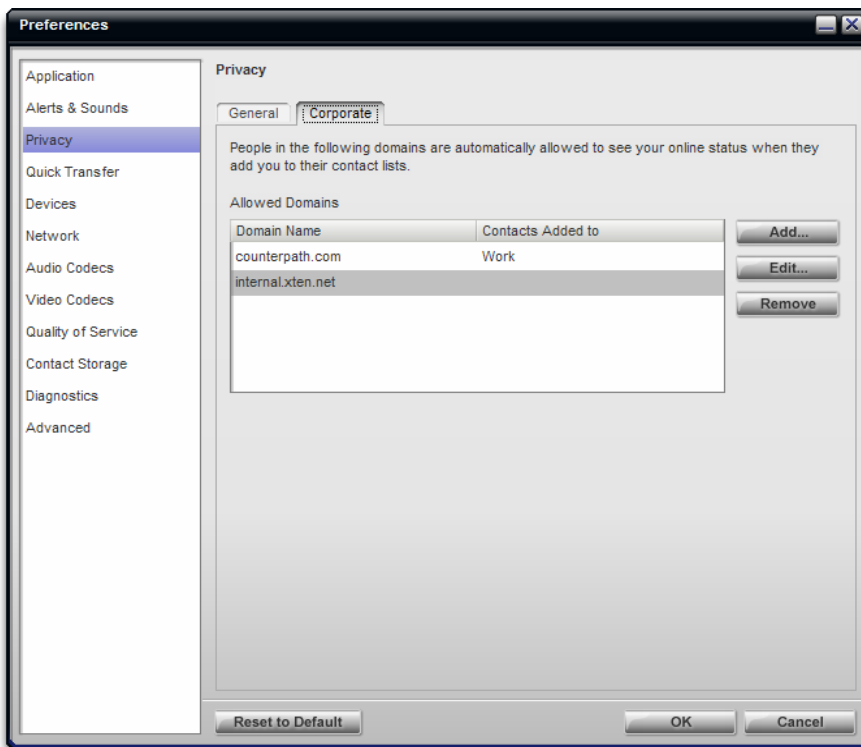 Preferences
Application
Alerts & Sounds
Privacy
Quick Transfer
Devices
Network
Audio Codecs
Video Codecs
Quality of Service
Contact Storage
Diagnostics
Advanced
Privacy
General Corporate
People in the following domains are automatically allowed to see your online status when they
add you to their contact lists.
Allowed Domains
Domain Name Contacts Added to
counterpath.com Work
internal.xten.net
Add...
Edit...
Remove
Reset to Default OK Cancel